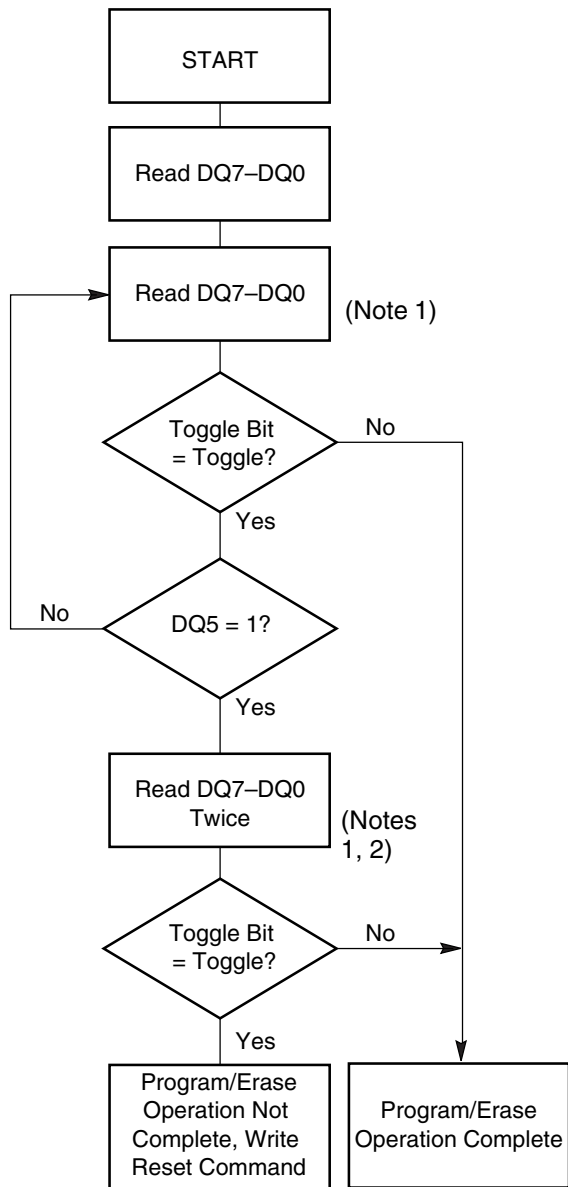 START
Read DQ7–DQ0
Read DQ7–DQ0
(Note 1)
Toggle Bit
= Toggle?
No
Yes
DQ5 = 1?
No
Yes
Read DQ7–DQ0
Twice
(Notes
1, 2)
Toggle Bit
= Toggle?
No
Yes
Program/Erase
Operation Not
Complete, Write
Reset Command
Program/Erase
Operation Complete